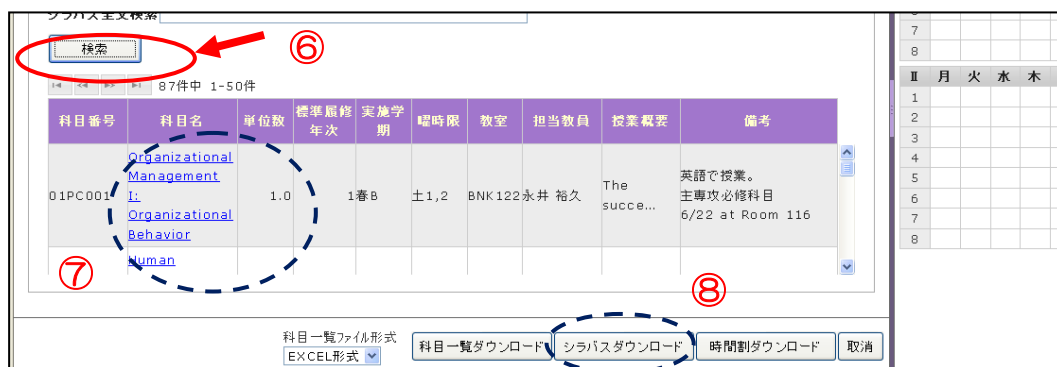 シラバス全文検索
検索
⑥
87件中 1-50件
科目番号 科目名 単位数 標準履修年次 実施学期 曜時限 教室 担当教員 授業概要 備考
01PC001 Organizational Management I: Organizational Behavior 1.0 1 春B 土1,2 BNK122 永井 裕久 The succe... 英語で授業。 主専攻必修科目 6/22 at Room 116
Human
⑦
⑧
科目一覧ファイル形式
EXCEL形式
科目一覧ダウンロード シラバスダウンロード 時間割ダウンロード 取消
7
8
Ⅱ 月 火 水 木
1
2
3
4
5
6
7
8